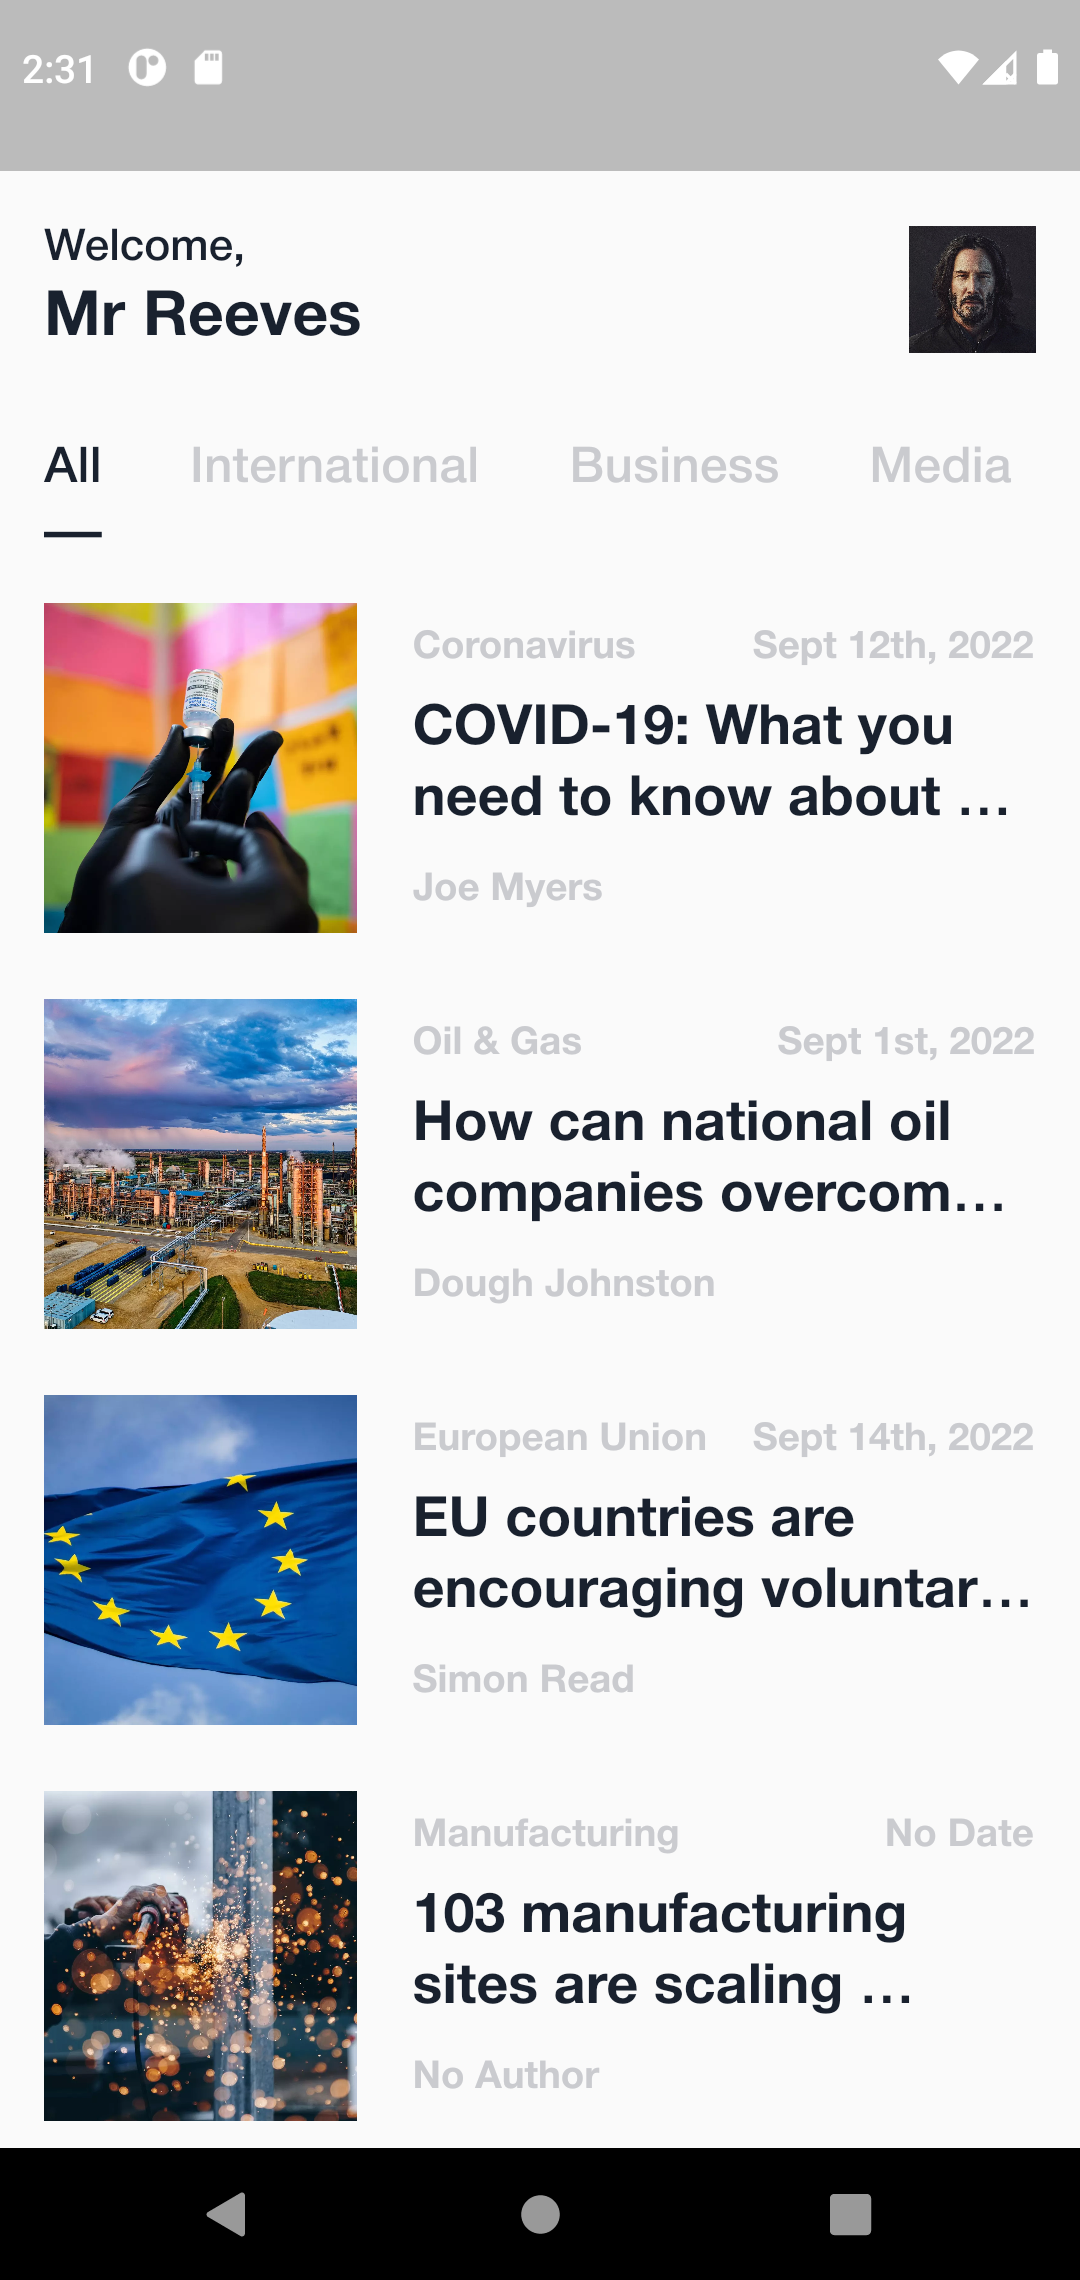 2:31
Welcome,
Mr Reeves
All International Business Media
Coronavirus Sept 12th, 2022
COVID-19: What you
need to know about …
Joe Myers
Oil & Gas Sept 1st, 2022
How can national oil
companies overcom…
Dough Johnston
European Union Sept 14th, 2022
EU countries are
encouraging voluntar…
Simon Read
Manufacturing No Date
103 manufacturing
sites are scaling …
No Author